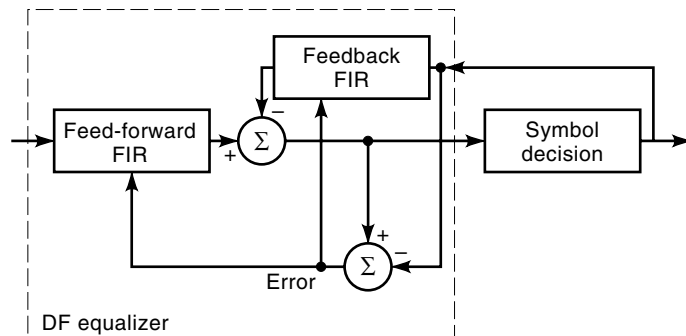 Feedback
FIR
−
Feed-forward
FIR
+
Σ
Symbol
decision
+
−
Σ
Error
DF equalizer